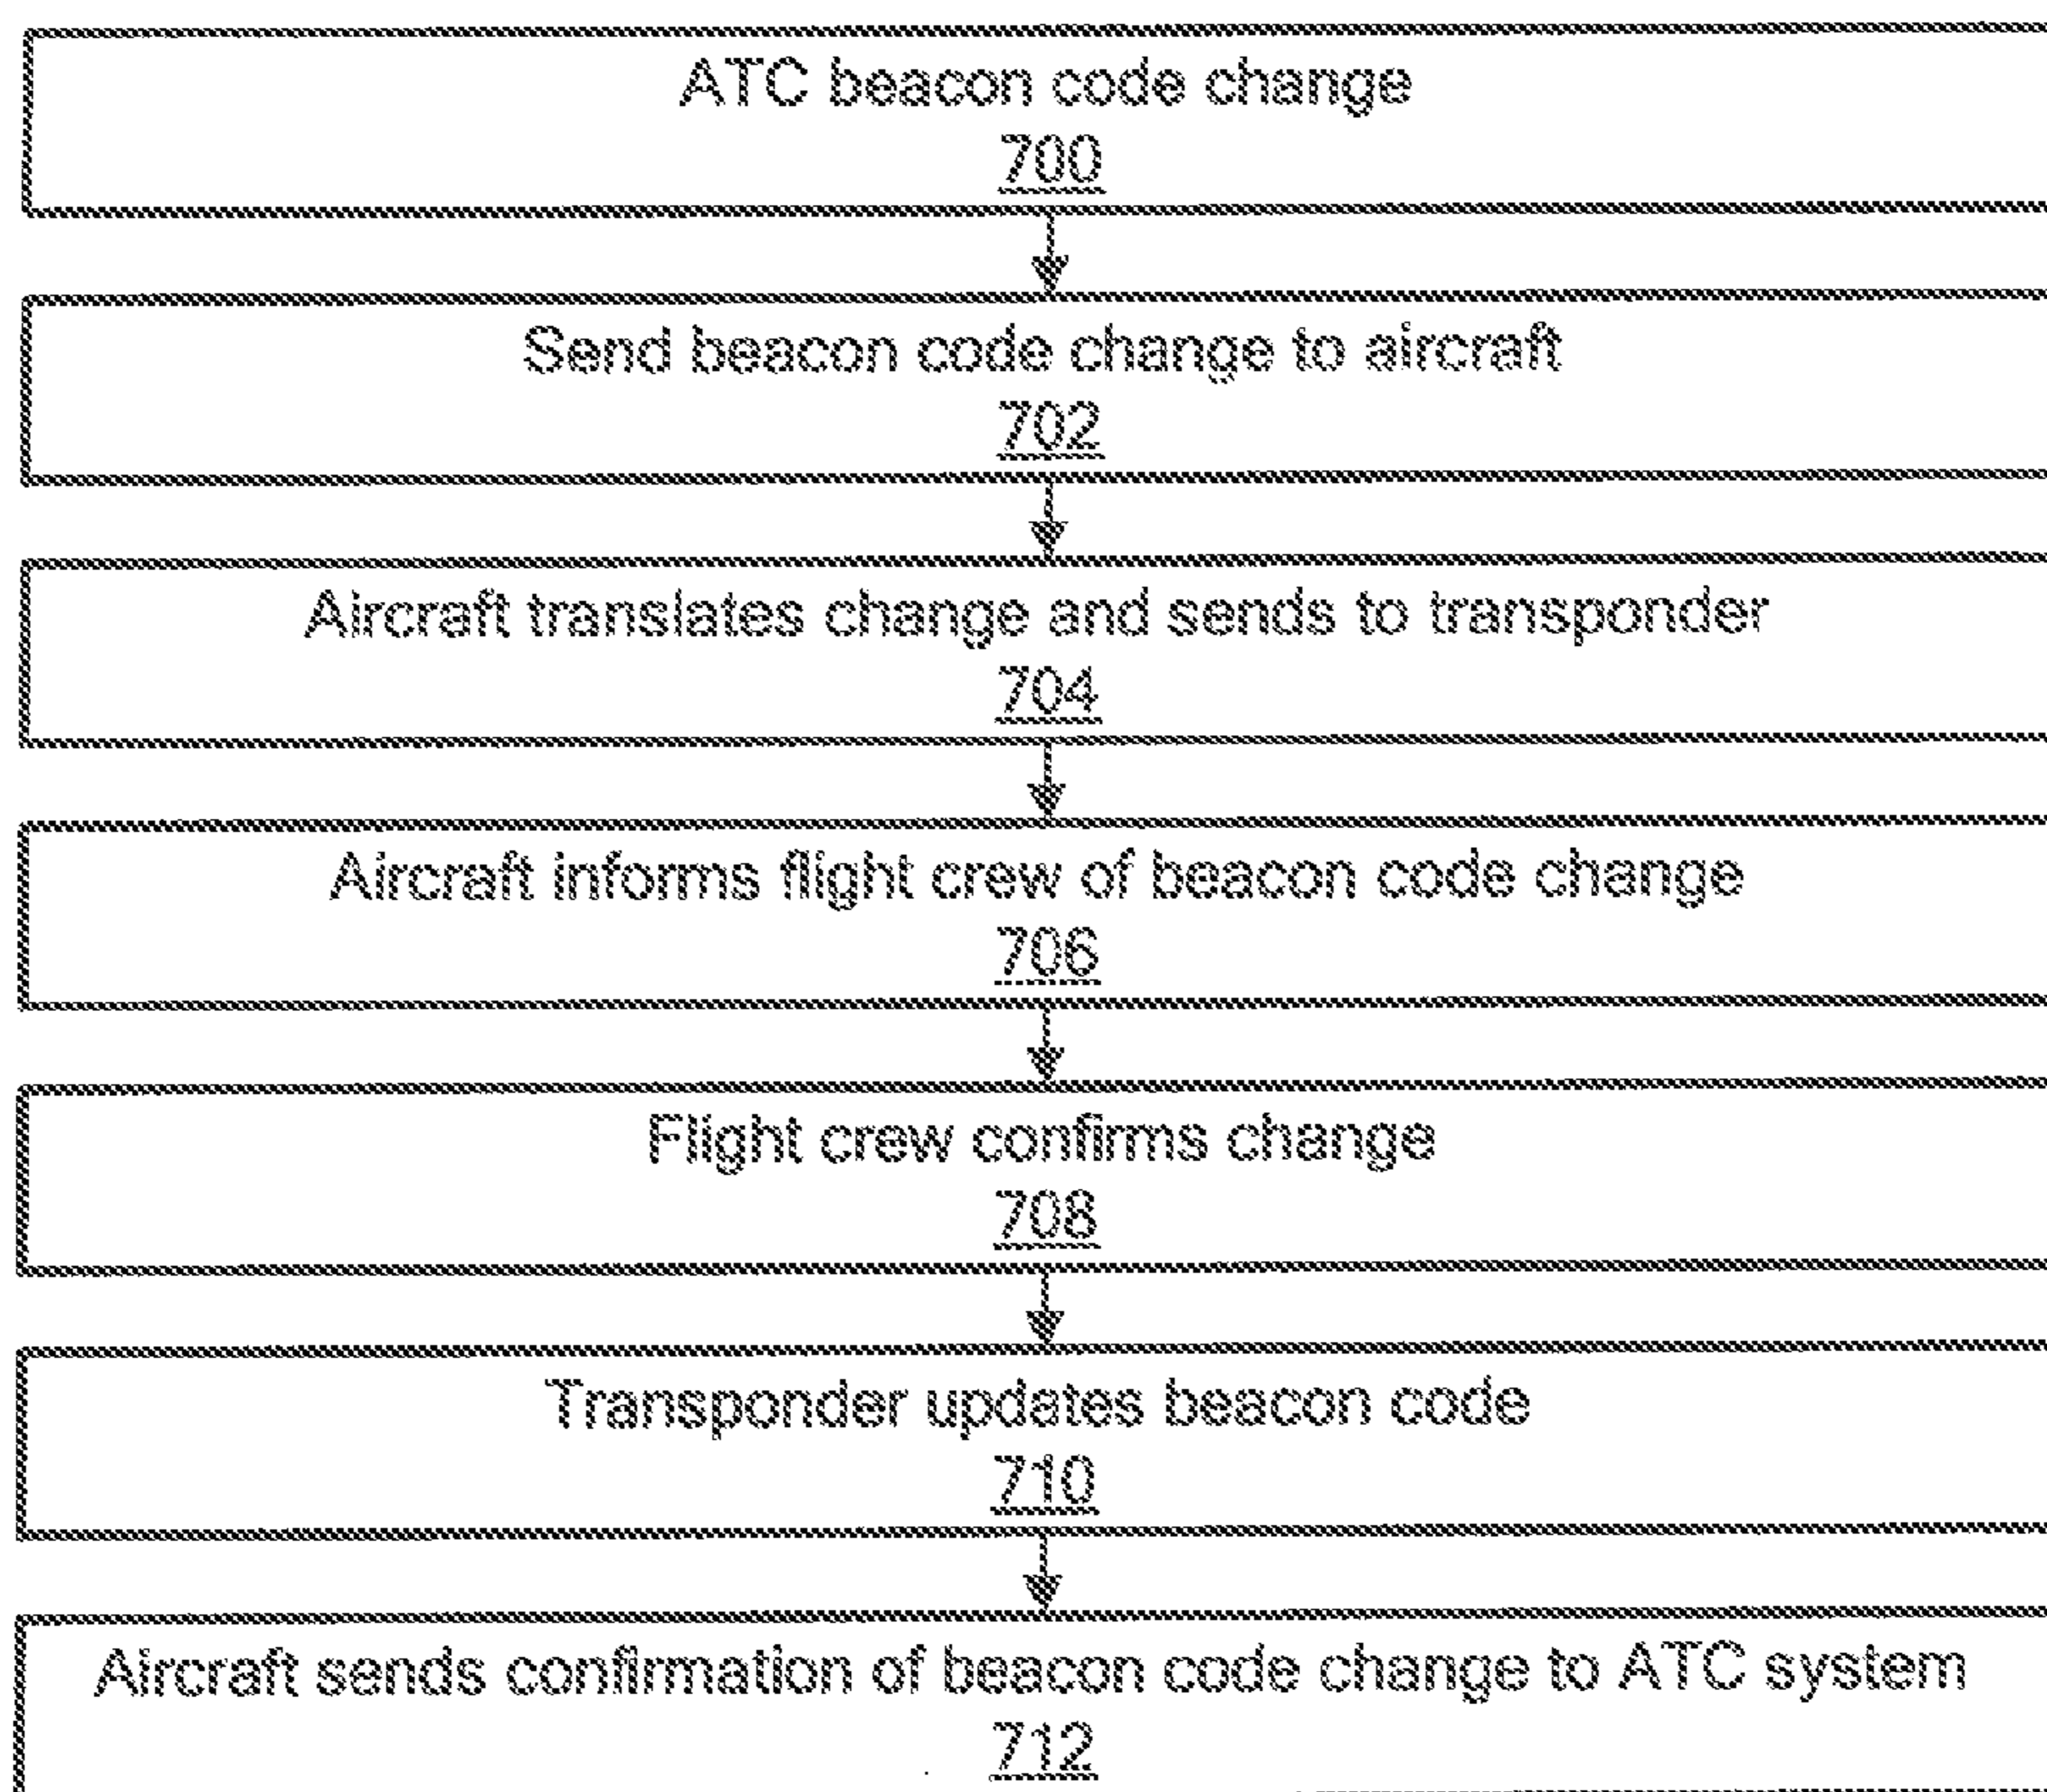 ATC beacon code change
700
Send beacon code change to aircraft
702
Aircraft translates change and sends to transponder
704
Aircraft informs flight crew of beacon code change
706
Flight crew confirms change
708
Transponder updates beacon code
710
Aircraft sends confirmation of beacon code change to ATC system
712